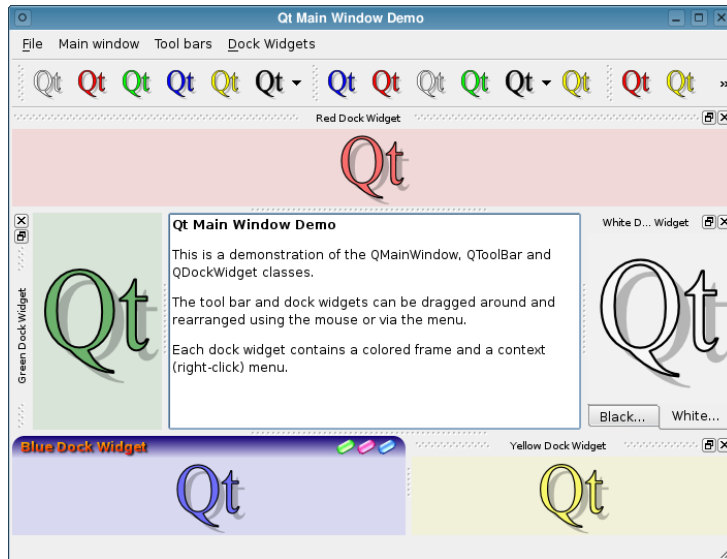 Qt Main Window Demo
File Main window Tool bars Dock Widgets
Qt Qt Qt Qt Qt Qt Qt Qt Qt Qt Qt Qt Qt Qt
Red Dock Widget
Qt
Green Dock Widget
Qt
Qt Main Window Demo
This is a demonstration of the QMainWindow, QToolBar and
QDockWidget classes.
The tool bar and dock widgets can be dragged around and
rearranged using the mouse or via the menu.
Each dock widget contains a colored frame and a context
(right-click) menu.
White D... Widget
Qt
Black... White...
Blue Dock Widget
Qt
Yellow Dock Widget
Qt